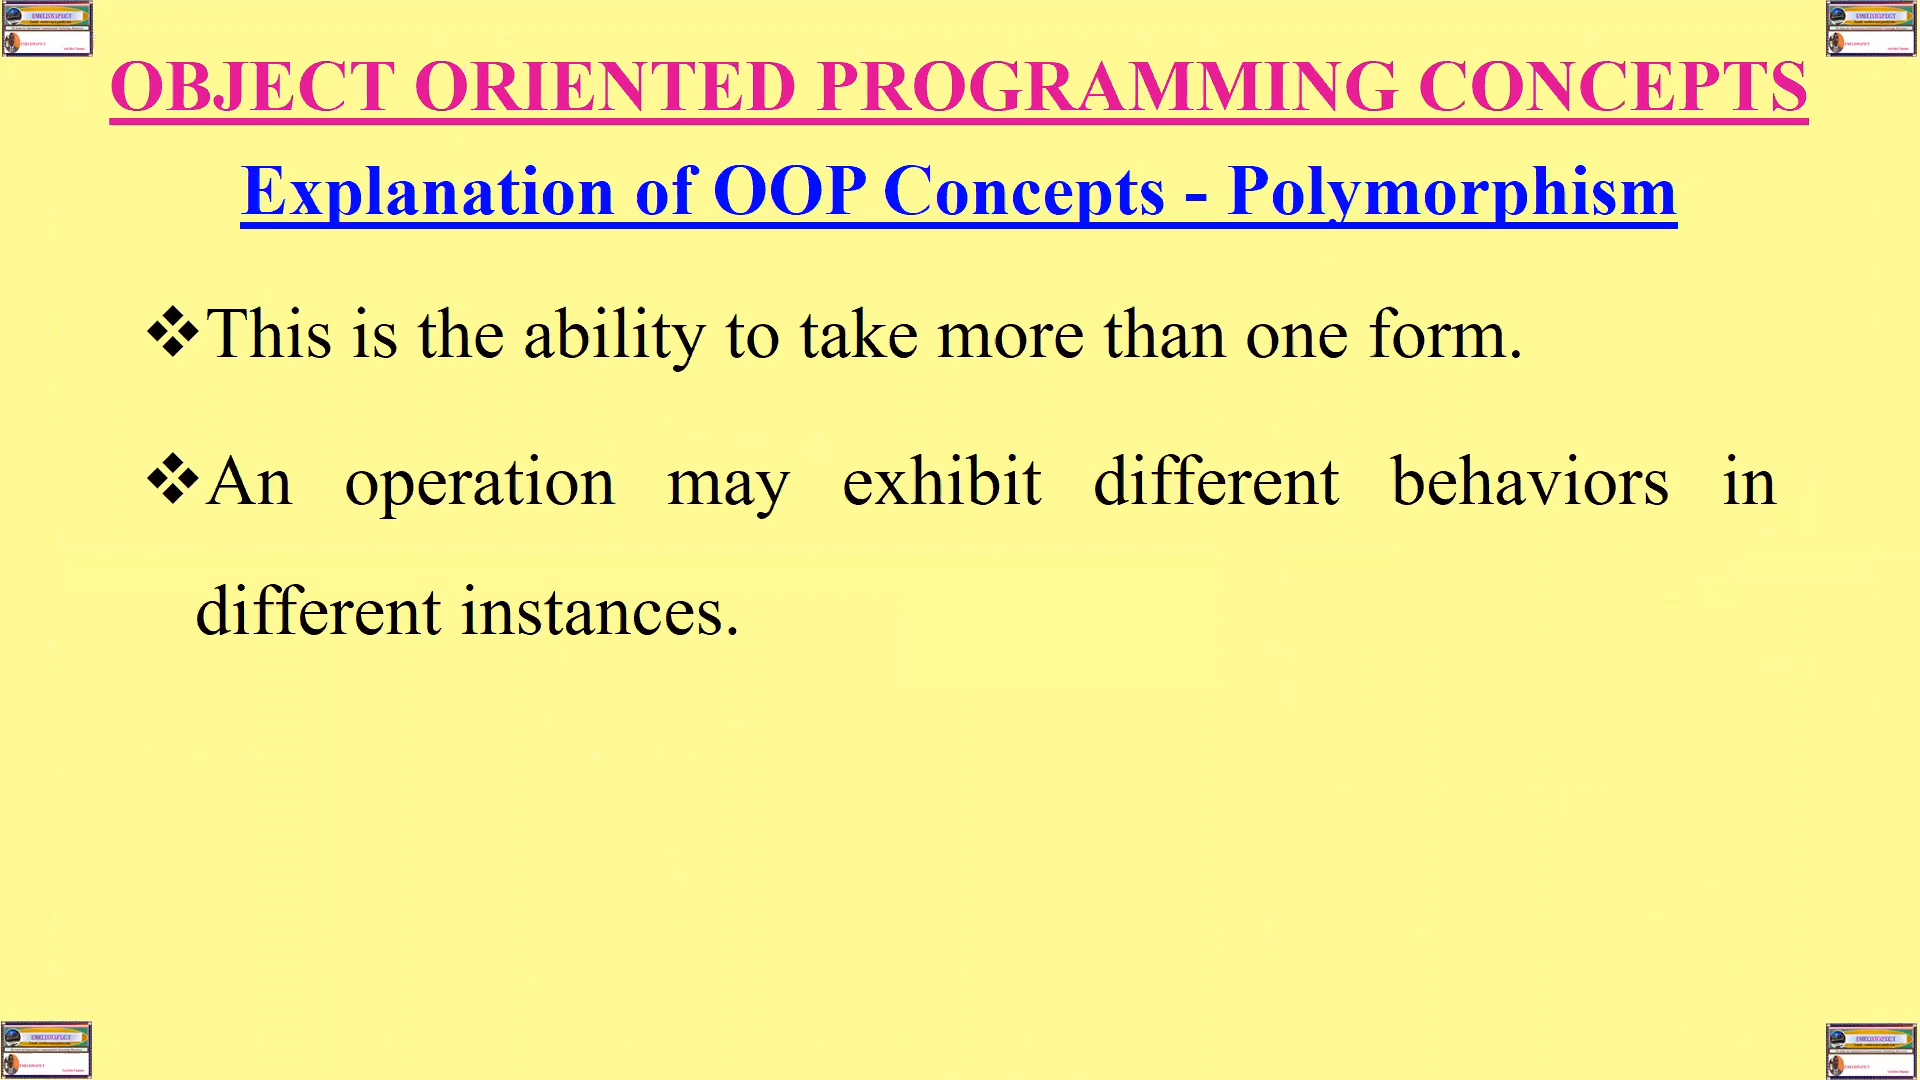 OBJECT ORIENTED PROGRAMMING CONCEPTS
Explanation of OOP Concepts - Polymorphism
❖This is the ability to take more than one form.
❖An operation may exhibit different behaviors in
different instances.